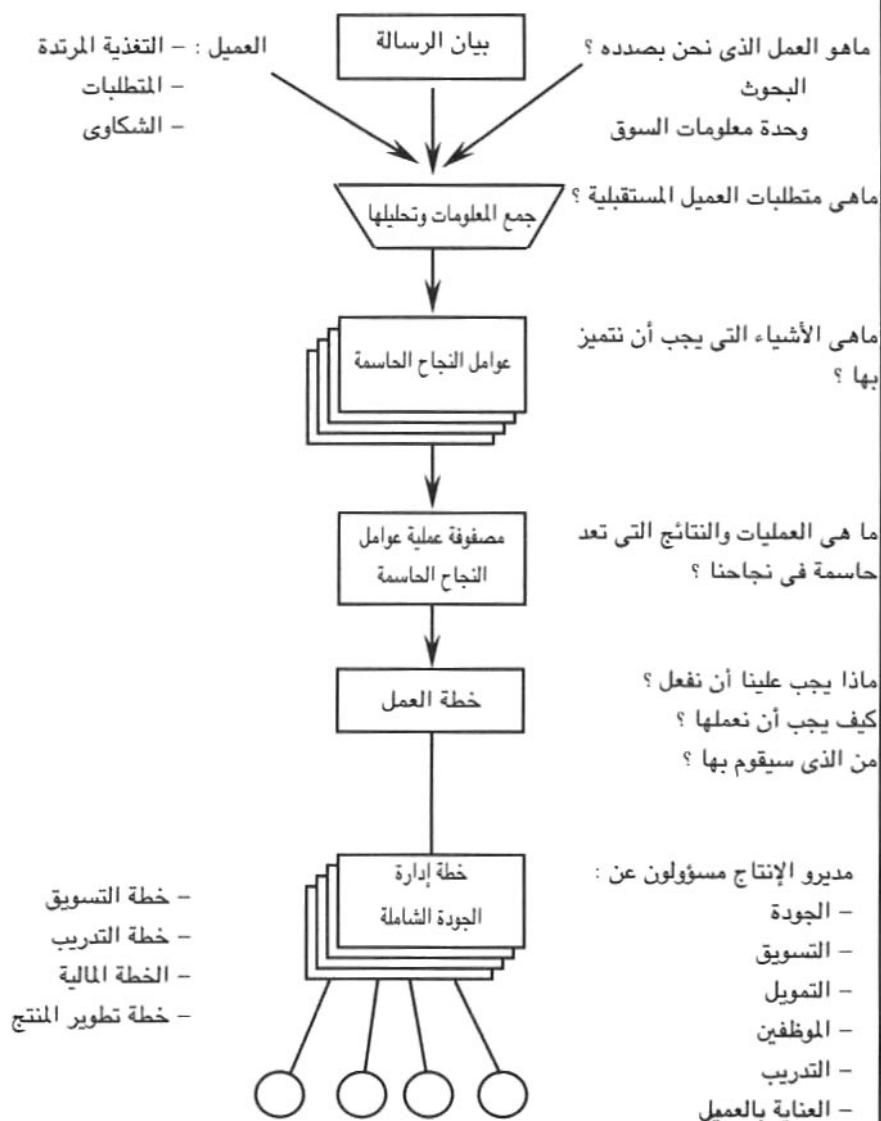 بيان الرسالة
ماهو العمل الذى نحن بصدده ؟
البحوث
وحدة معلومات السوق
العميل : – التغذية المرتدة
– المتطلبات
– الشكاوى
ماهى متطلبات العميل المستقبلية ؟
جمع المعلومات وتحليلها
ماهى الأشياء التى يجب أن نتميز
بها ؟
عوامل النجاح الحاسمة
ما هى العمليات والنتائج التى تعد
حاسمة فى نجاحنا ؟
مصفوفة عملية عوامل
النجاح الحاسمة
ماذا يجب علينا أن نفعل ؟
كيف يجب أن نعملها ؟
من الذى سيقوم بها ؟
خطة العمل
مديرو الإنتاج مسؤولون عن :
– الجودة
– التسويق
– التمويل
– الموظفين
– التدريب
– العناية بالعميل
خطة إدارة
الجودة الشاملة
– خطة التسويق
– خطة التدريب
– الخطة المالية
– خطة تطوير المنتج